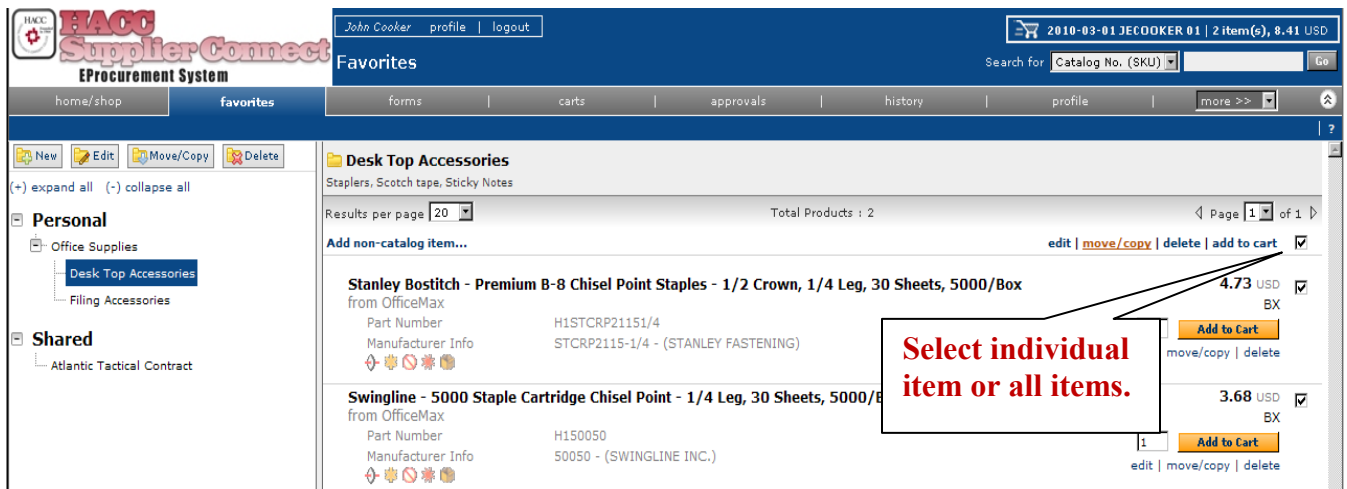 HACC
HACC
Supplier Connect
EProcurement System
John Cooker profile | logout
2010-03-01 JECOOKER 01 | 2 item(s), 8.41 USD
Favorites
Search for Catalog No. (SKU) Go
home/shop favorites forms | carts | approvals | history | profile | more >>
| ?
New Edit Move/Copy Delete
(+) expand all (-) collapse all
Personal
Office Supplies
Desk Top Accessories
Filing Accessories
Shared
Atlantic Tactical Contract
Desk Top Accessories
Staplers, Scotch tape, Sticky Notes
Results per page 20 Total Products : 2 Page 1 of 1
Add non-catalog item... edit | move/copy | delete | add to cart
Stanley Bostitch - Premium B-8 Chisel Point Staples - 1/2 Crown, 1/4 Leg, 30 Sheets, 5000/Box 4.73 USD
from OfficeMax BX
Part Number H1STCRP21151/4 Add to Cart
Manufacturer Info STCRP2115-1/4 - (STANLEY FASTENING) move/copy | delete
Select individual
item or all items.
Swingline - 5000 Staple Cartridge Chisel Point - 1/4 Leg, 30 Sheets, 5000/ 3.68 USD
from OfficeMax BX
Part Number H150050 1 Add to Cart
Manufacturer Info 50050 - (SWINGLINE INC.) edit | move/copy | delete